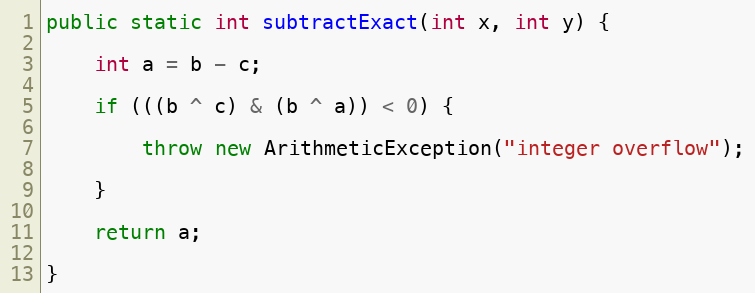 1 public static int subtractExact(int x, int y) {
2
3     int a = b - c;
4
5     if (((b ^ c) & (b ^ a)) < 0) {
6
7         throw new ArithmeticException("integer overflow");
8
9     }
10
11     return a;
12
13 }